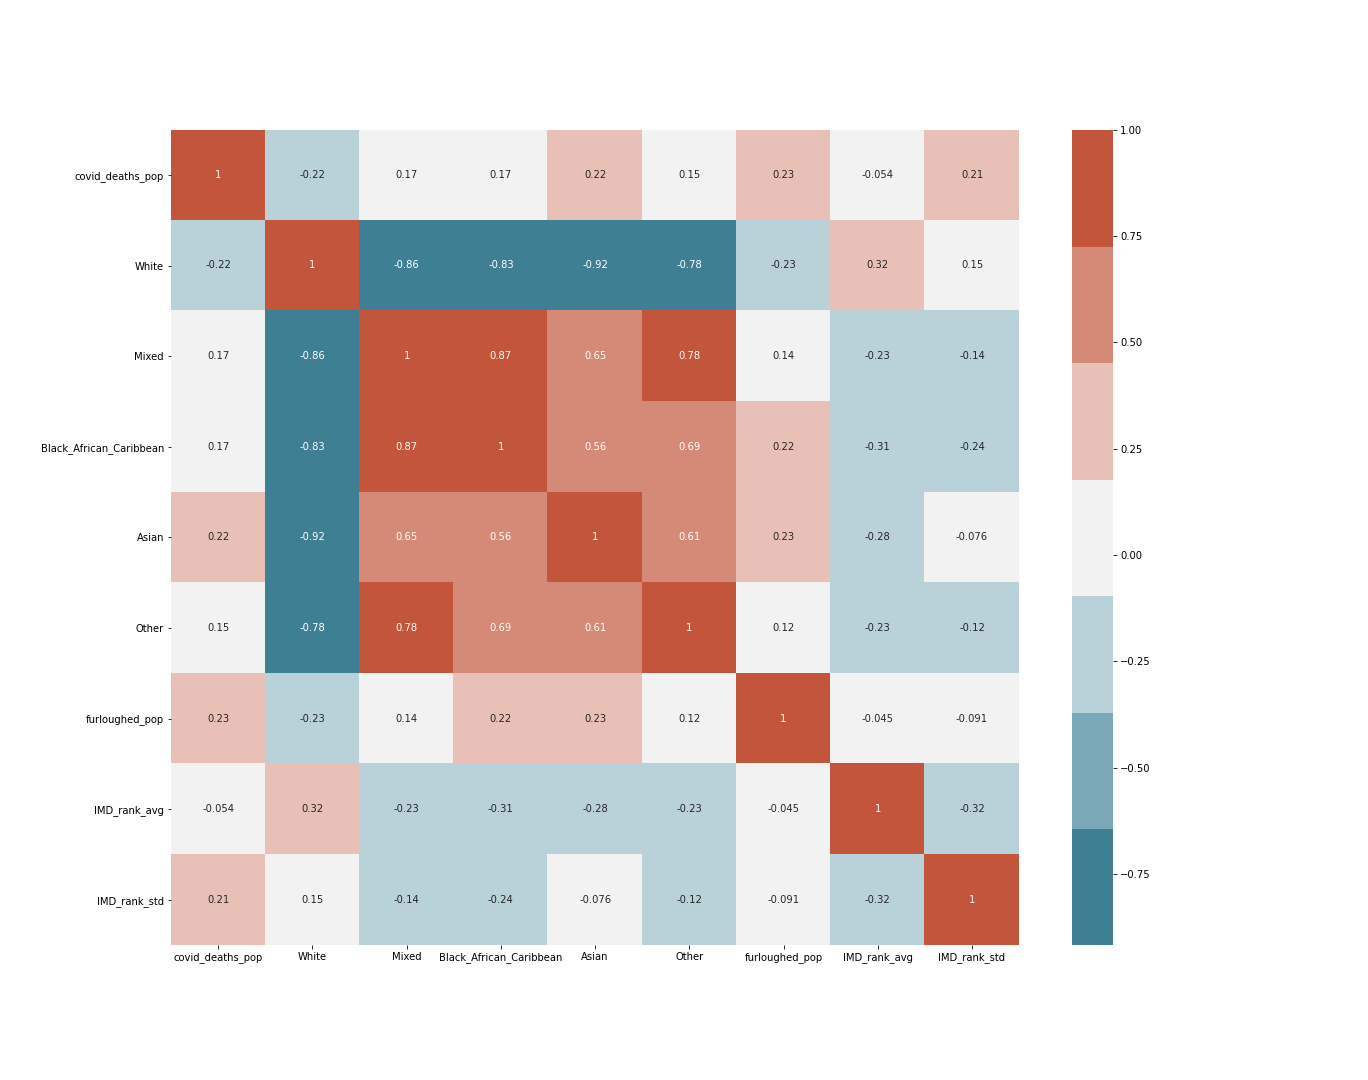 covid_deaths_pop 1 -0.22 0.17 0.17 0.22 0.15 0.23 -0.054 0.21
White -0.22 1 -0.86 -0.83 -0.92 -0.78 -0.23 0.32 0.15
Mixed 0.17 -0.86 1 0.87 0.65 0.78 0.14 -0.23 -0.14
Black_African_Caribbean 0.17 -0.83 0.87 1 0.56 0.69 0.22 -0.31 -0.24
Asian 0.22 -0.92 0.65 0.56 1 0.61 0.23 -0.28 -0.076
Other 0.15 -0.78 0.78 0.69 0.61 1 0.12 -0.23 -0.12
furloughed_pop 0.23 -0.23 0.14 0.22 0.23 0.12 1 -0.045 -0.091
IMD_rank_avg -0.054 0.32 -0.23 -0.31 -0.28 -0.23 -0.045 1 -0.32
IMD_rank_std 0.21 0.15 -0.14 -0.24 -0.076 -0.12 -0.091 -0.32 1
covid_deaths_pop White Mixed Black_African_Caribbean Asian Other furloughed_pop IMD_rank_avg IMD_rank_std
1.00
0.75
0.50
0.25
0.00
−0.25
−0.50
−0.75